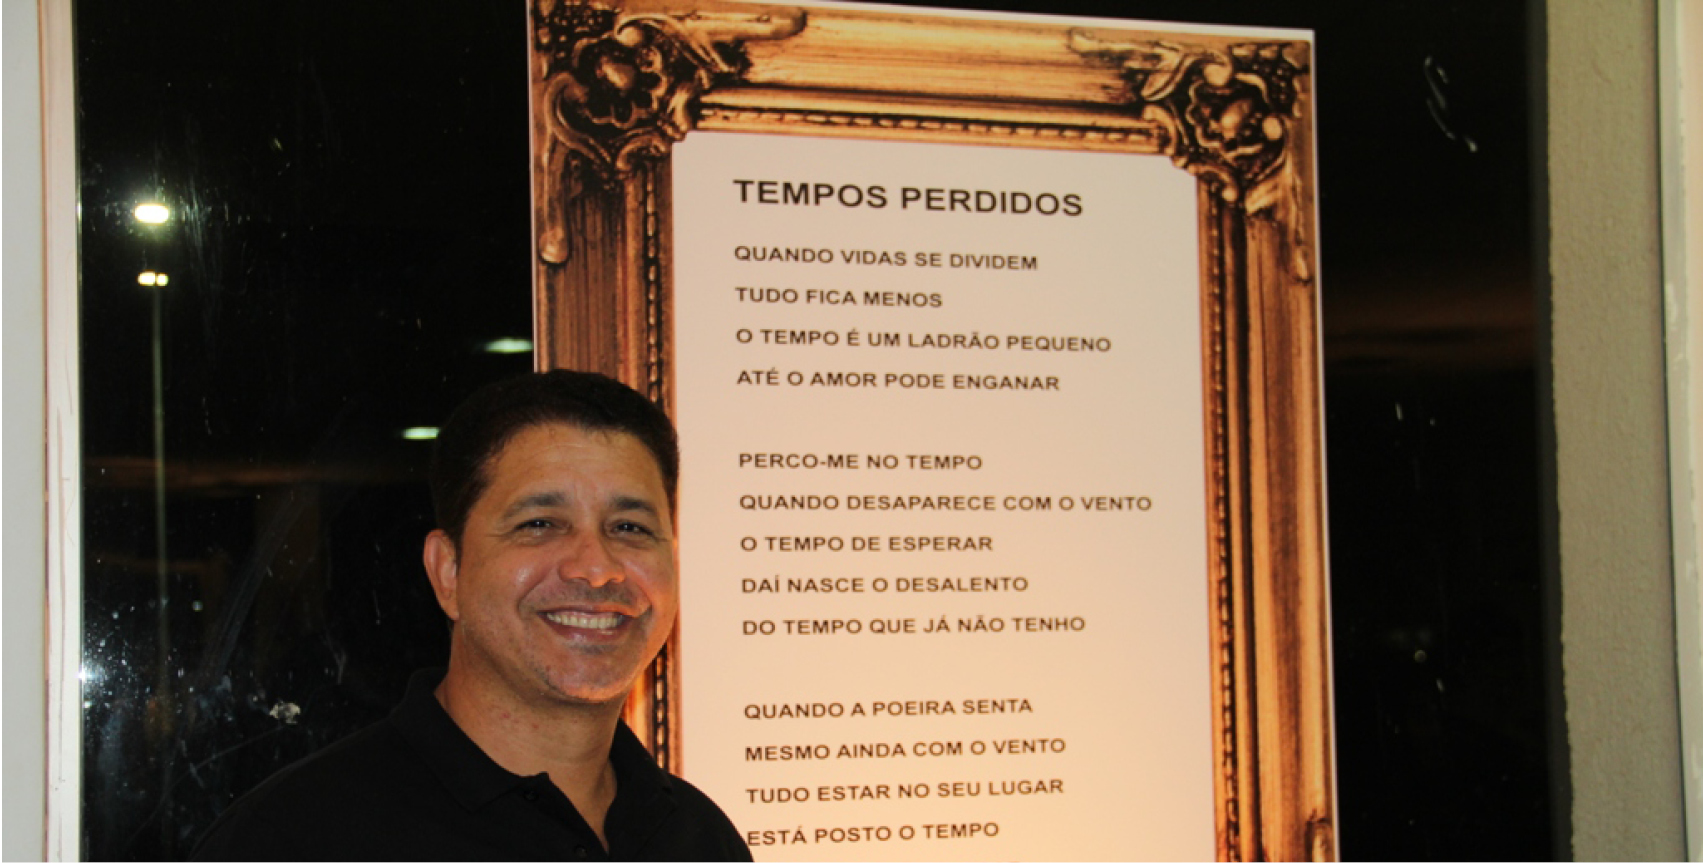 TEMPOS PERDIDOS
QUANDO VIDAS SE DIVIDEM
TUDO FICA MENOS
O TEMPO É UM LADRÃO PEQUENO
ATÉ O AMOR PODE ENGANAR
PERCO-ME NO TEMPO
QUANDO DESAPARECE COM O VENTO
O TEMPO DE ESPERAR
DAÍ NASCE O DESALENTO
DO TEMPO QUE JÁ NÃO TENHO
QUANDO A POEIRA SENTA
MESMO AINDA COM O VENTO
TUDO ESTAR NO SEU LUGAR
ESTÁ POSTO O TEMPO